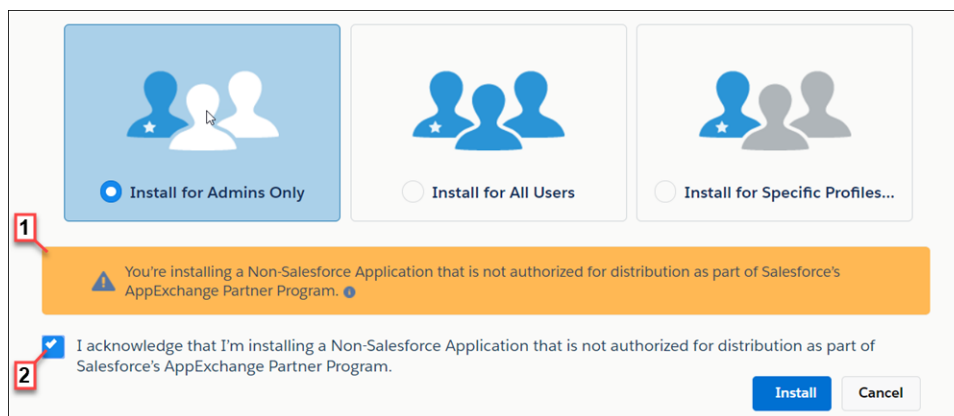 Install for Admins Only
Install for All Users
Install for Specific Profiles...
1
You're installing a Non-Salesforce Application that is not authorized for distribution as part of Salesforce's
AppExchange Partner Program.
2
I acknowledge that I'm installing a Non-Salesforce Application that is not authorized for distribution as part of
Salesforce's AppExchange Partner Program.
Install
Cancel